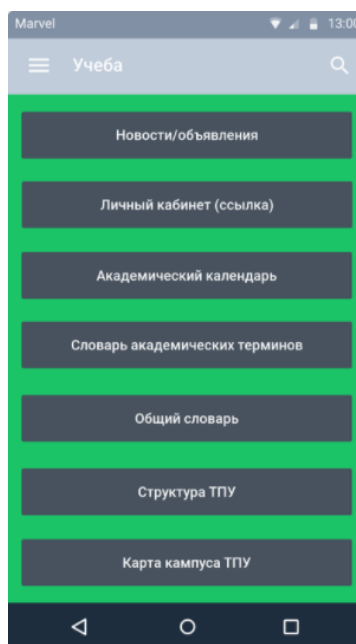 Marvel 13:00
Учеба
Новости/объявления
Личный кабинет (ссылка)
Академический календарь
Словарь академических терминов
Общий словарь
Структура ТПУ
Карта кампуса ТПУ